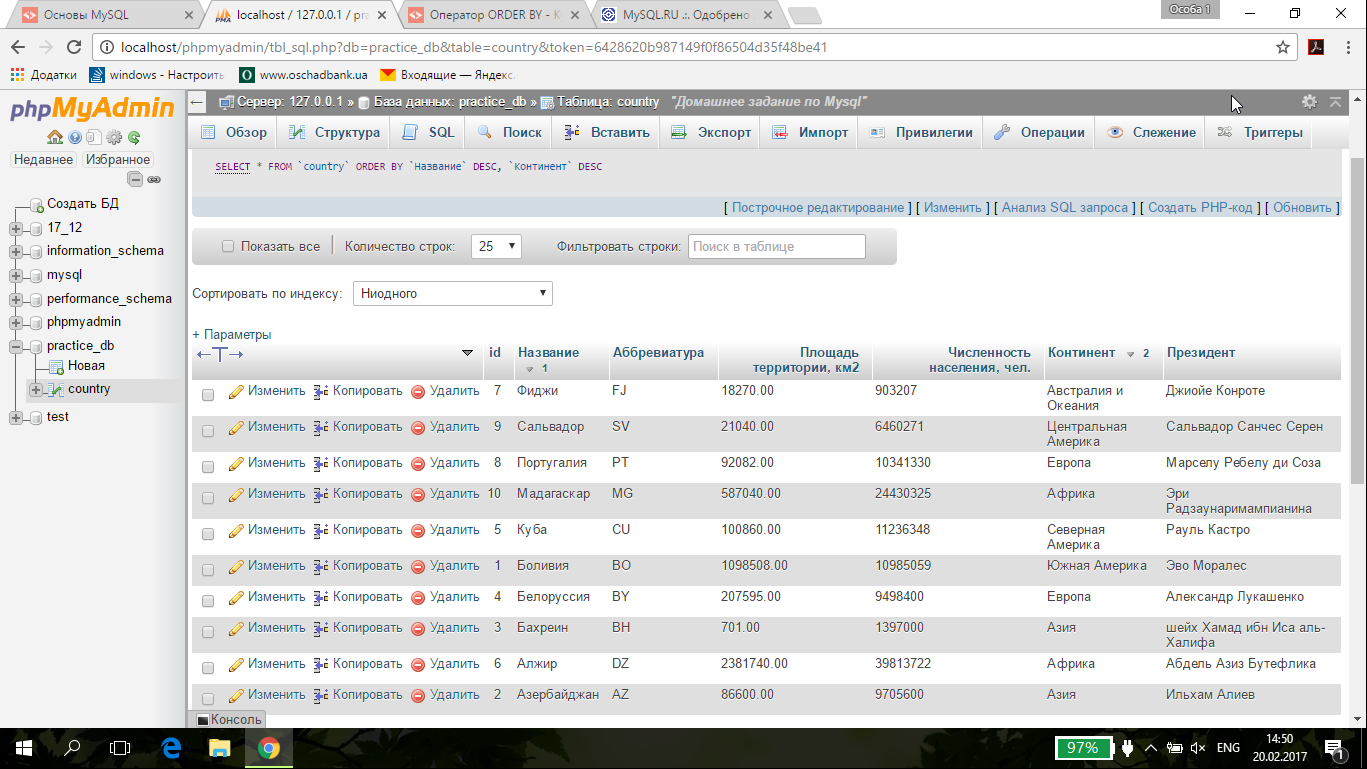 Основы MySQL
localhost / 127.0.0.1 / pra
Оператор ORDER BY - К
MySQL.RU .:. Одобрено
Особа 1
localhost/phpmyadmin/tbl_sql.php?db=practice_db&table=country&token=6428620b987149f0f86504d35f48be41
Додатки windows - Настроить www.oschadbank.ua Входящие — Яндекс.
phpMyAdmin
Недавнее Избранное
Создать БД
17_12
information_schema
mysql
performance_schema
phpmyadmin
practice_db
Новая
country
test
Сервер: 127.0.0.1 » База данных: practice_db » Таблица: country "Домашнее задание по Mysql"
Обзор Структура SQL Поиск Вставить Экспорт Импорт Привилегии Операции Слежение Триггеры
SELECT * FROM `country` ORDER BY `Название` DESC, `Континент` DESC
[ Построчное редактирование ] [ Изменить ] [ Анализ SQL запроса ] [ Создать PHP-код ] [ Обновить ]
Показать все Количество строк: 25 Фильтровать строки: Поиск в таблице
Сортировать по индексу: Ниодного
+ Параметры
←T→ id Название 1 Аббревиатура Площадь территории, км2 Численность населения, чел. Континент 2 Президент
Изменить Копировать Удалить 7 Фиджи FJ 18270.00 903207 Австралия и Океания Джиойе Конроте
Изменить Копировать Удалить 9 Сальвадор SV 21040.00 6460271 Центральная Америка Сальвадор Санчес Серен
Изменить Копировать Удалить 8 Португалия PT 92082.00 10341330 Европа Марселу Ребелу ди Соза
Изменить Копировать Удалить 10 Мадагаскар MG 587040.00 24430325 Африка Эри Радзаунаримампианина
Изменить Копировать Удалить 5 Куба CU 100860.00 11236348 Северная Америка Рауль Кастро
Изменить Копировать Удалить 1 Боливия BO 1098508.00 10985059 Южная Америка Эво Моралес
Изменить Копировать Удалить 4 Белоруссия BY 207595.00 9498400 Европа Александр Лукашенко
Изменить Копировать Удалить 3 Бахреин BH 701.00 1397000 Азия шейх Хамад ибн Иса аль-Халифа
Изменить Копировать Удалить 6 Алжир DZ 2381740.00 39813722 Африка Абдель Азиз Бутефлика
Изменить Копировать Удалить 2 Азербайджан AZ 86600.00 9705600 Азия Ильхам Алиев
Консоль
97% ENG 14:50
20.02.2017
1